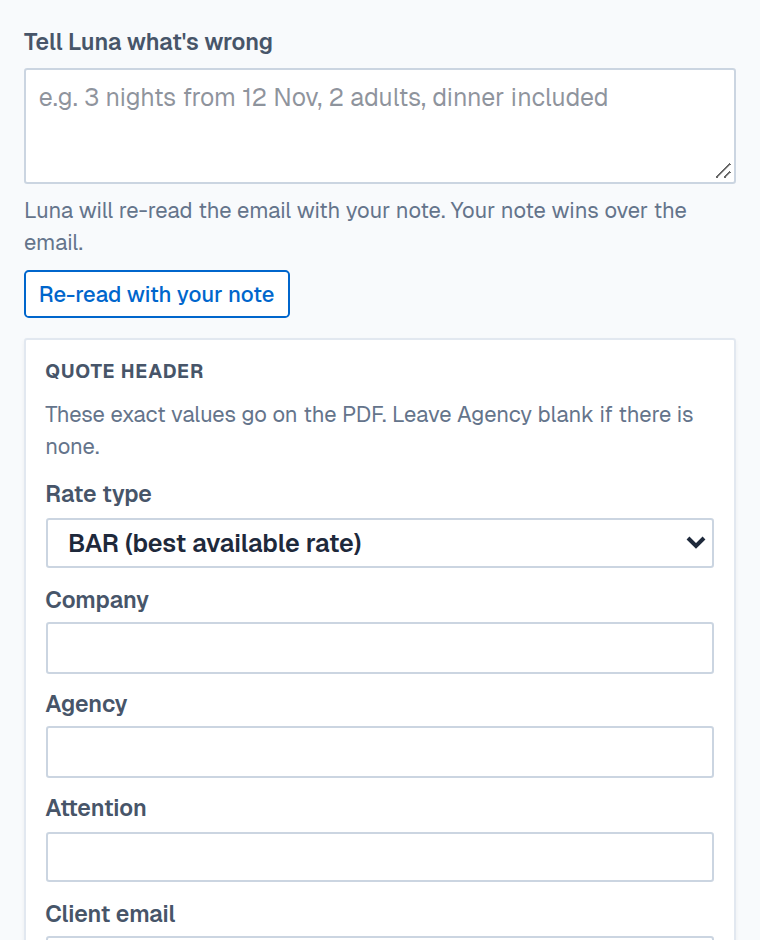 Tell Luna what's wrong
e.g. 3 nights from 12 Nov, 2 adults, dinner included
Luna will re-read the email with your note. Your note wins over the
email.
Re-read with your note
QUOTE HEADER
These exact values go on the PDF. Leave Agency blank if there is
none.
Rate type
BAR (best available rate)
Company
Agency
Attention
Client email